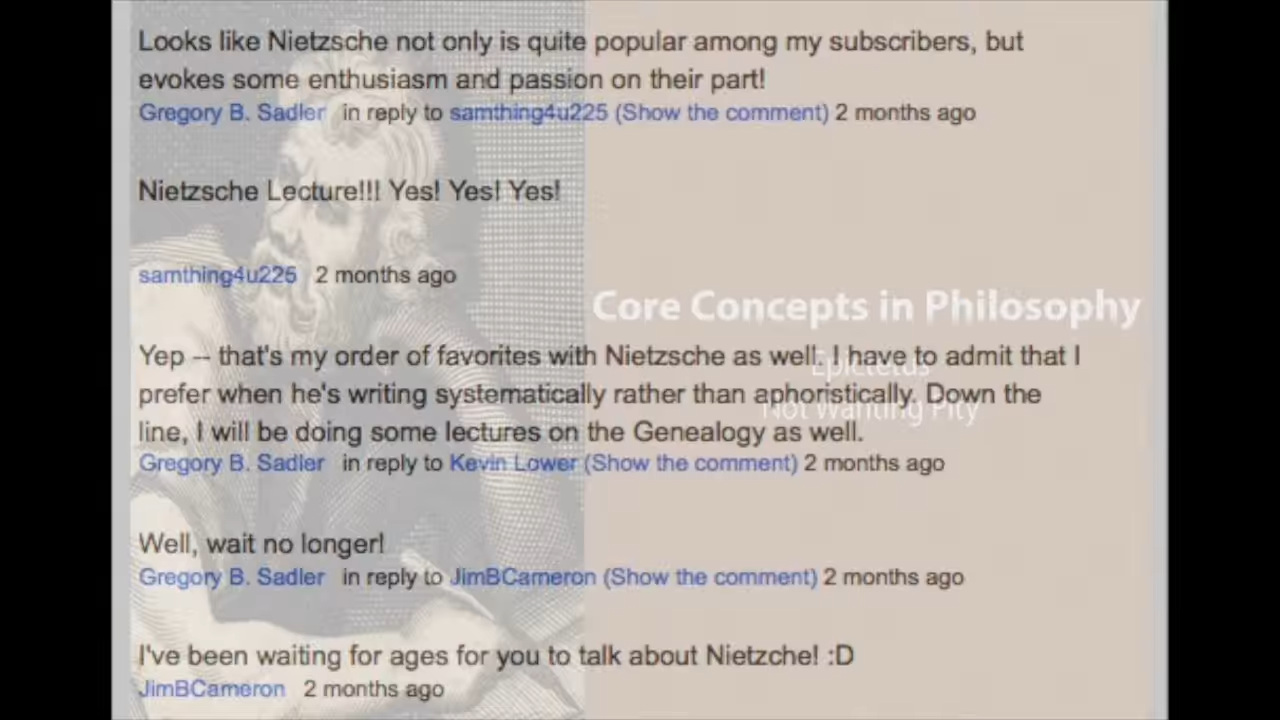 Looks like Nietzsche not only is quite popular among my subscribers, but
evokes some enthusiasm and passion on their part!
Gregory B. Sadler in reply to samthing4u225 (Show the comment) 2 months ago
Nietzsche Lecture!!! Yes! Yes! Yes!
samthing4u225 2 months ago
Core Concepts in Philosophy
Epictetus
Not Wanting Pity
Yep -- that's my order of favorites with Nietzsche as well. I have to admit that I
prefer when he's writing systematically rather than aphoristically. Down the
line, I will be doing some lectures on the Genealogy as well.
Gregory B. Sadler in reply to Kevin Lower (Show the comment) 2 months ago
Well, wait no longer!
Gregory B. Sadler in reply to JimBCameron (Show the comment) 2 months ago
I've been waiting for ages for you to talk about Nietzche! :D
JimBCameron 2 months ago